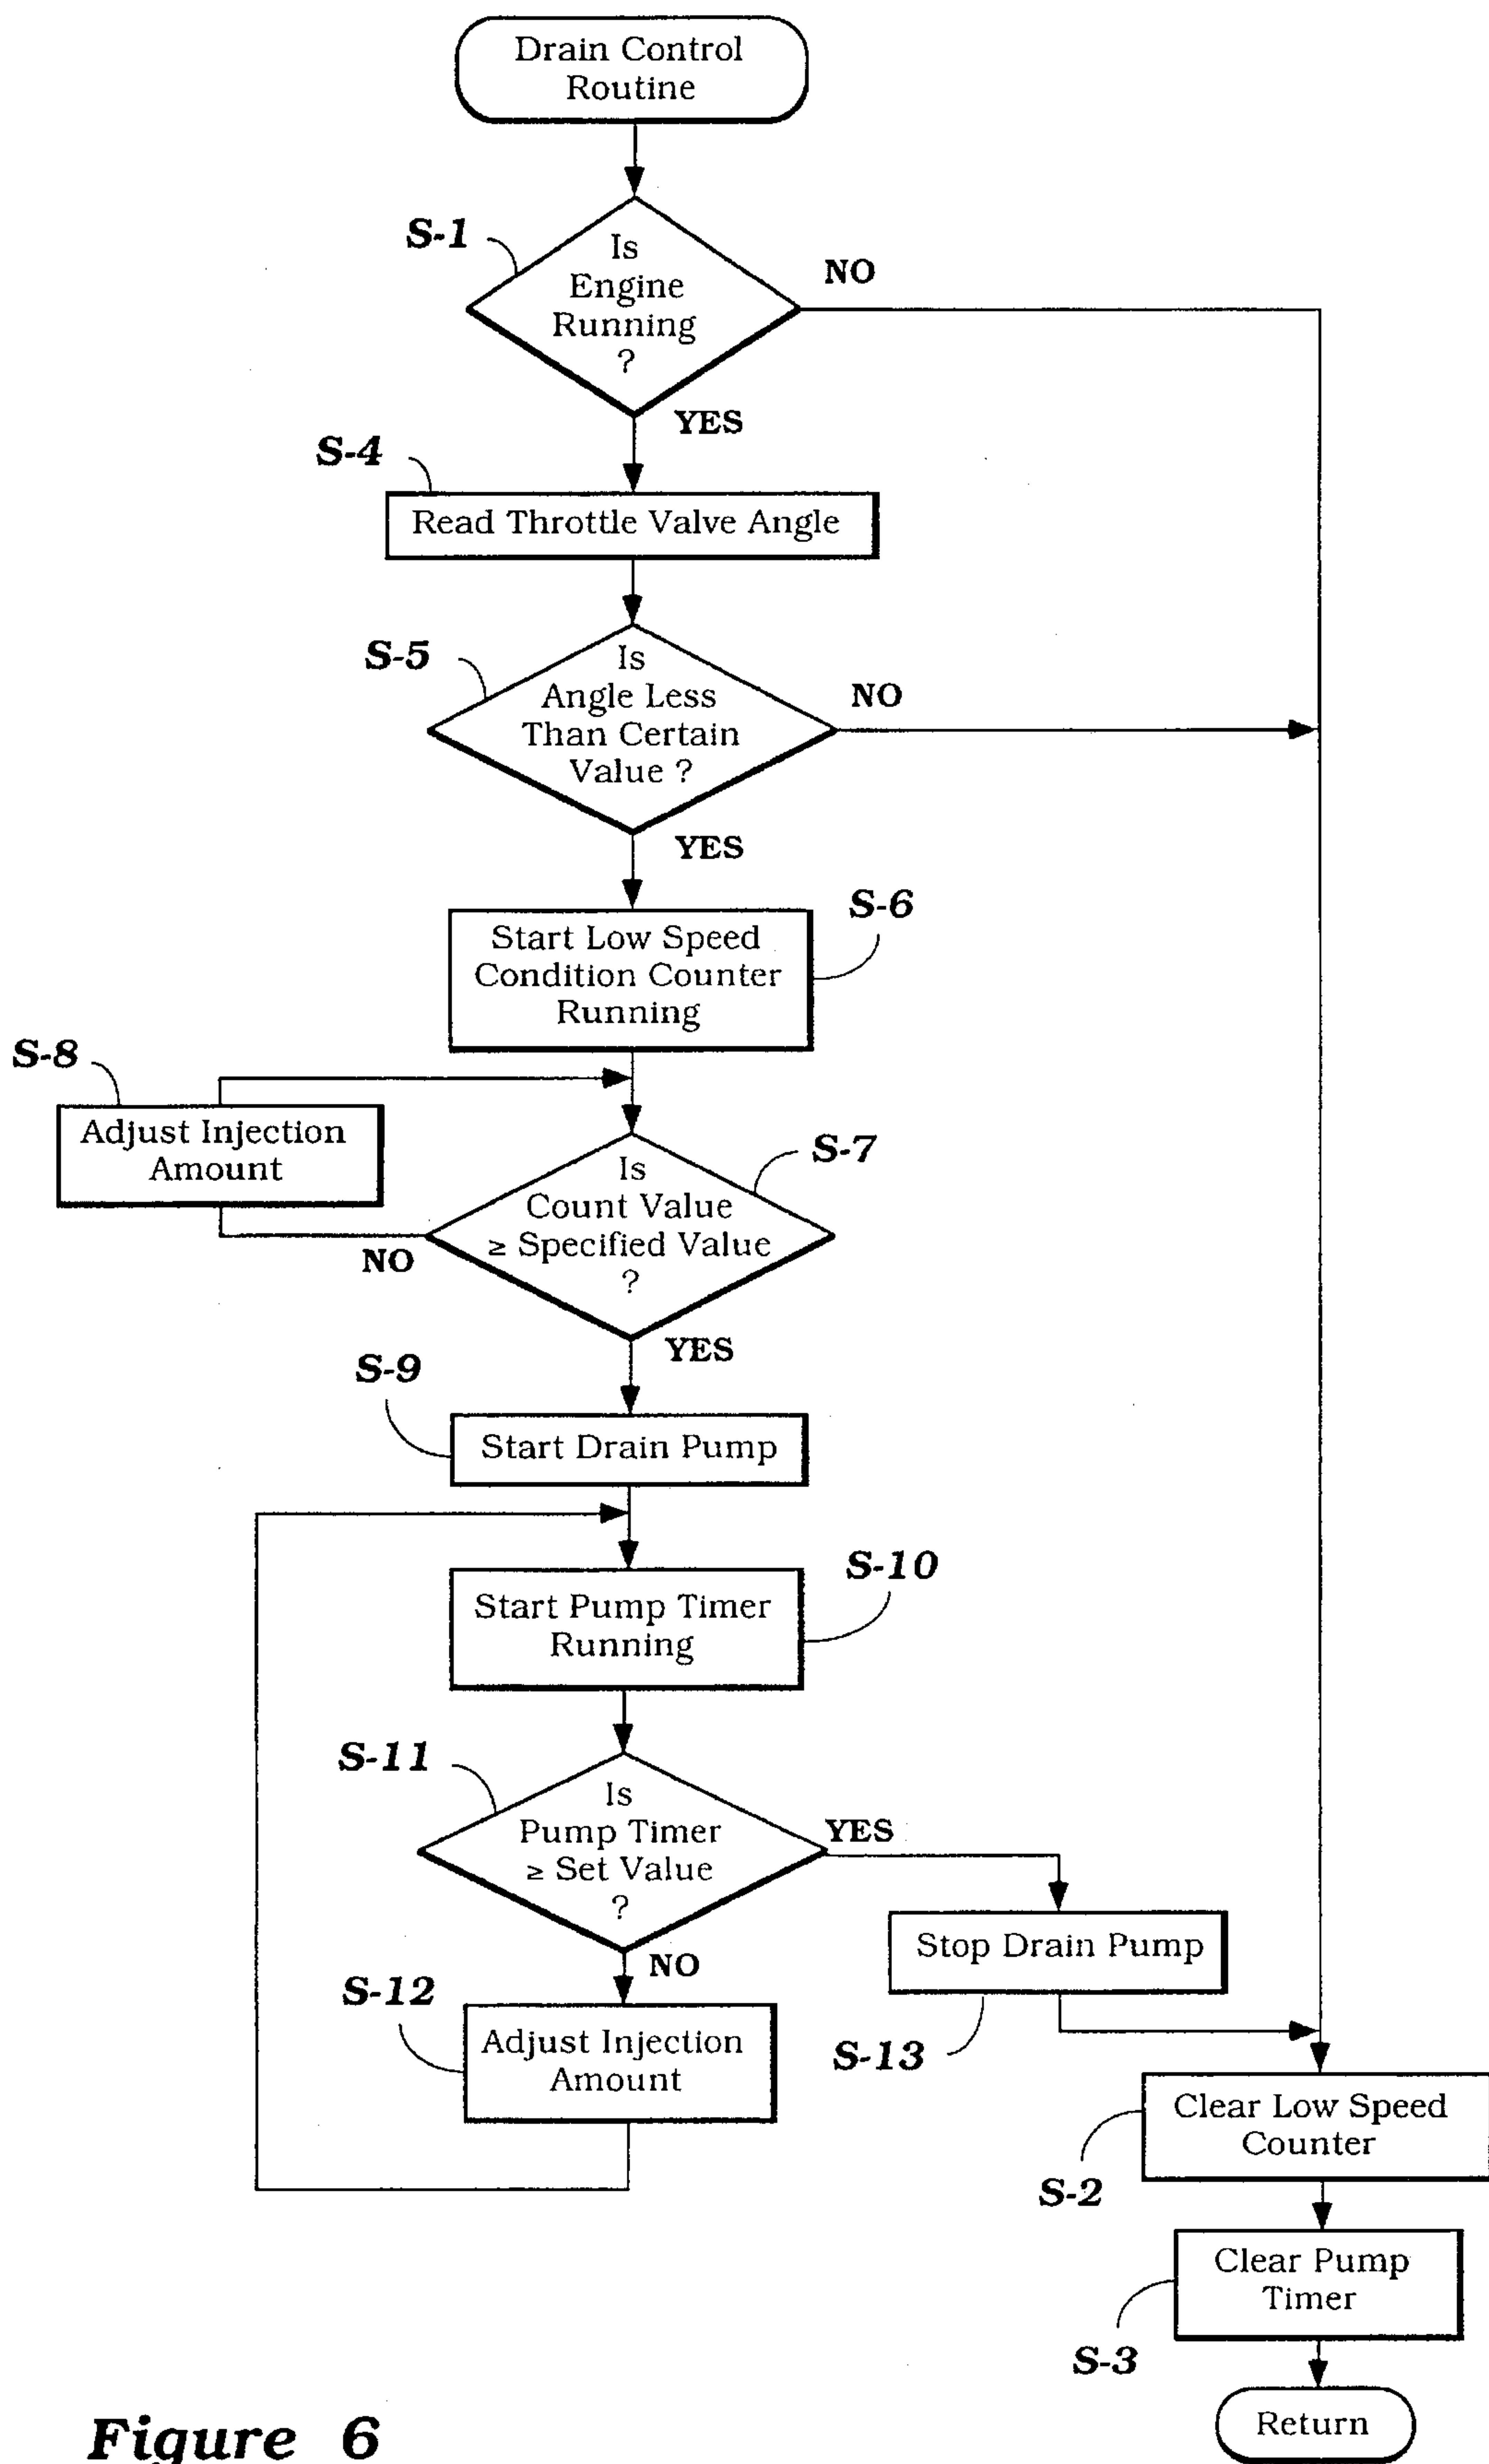 Drain Control
Routine
S-1
Is
Engine
Running
?
NO
YES
S-4
Read Throttle Valve Angle
S-5
Is
Angle Less
Than Certain
Value ?
NO
YES
S-6
Start Low Speed
Condition Counter
Running
S-8
Adjust Injection
Amount
S-7
Is
Count Value
≥ Specified Value
?
NO
YES
S-9
Start Drain Pump
S-10
Start Pump Timer
Running
S-11
Is
Pump Timer
≥ Set Value
?
YES
NO
Stop Drain Pump
S-13
S-12
Adjust Injection
Amount
Clear Low Speed
Counter
S-2
Clear Pump
Timer
S-3
Return
Figure 6